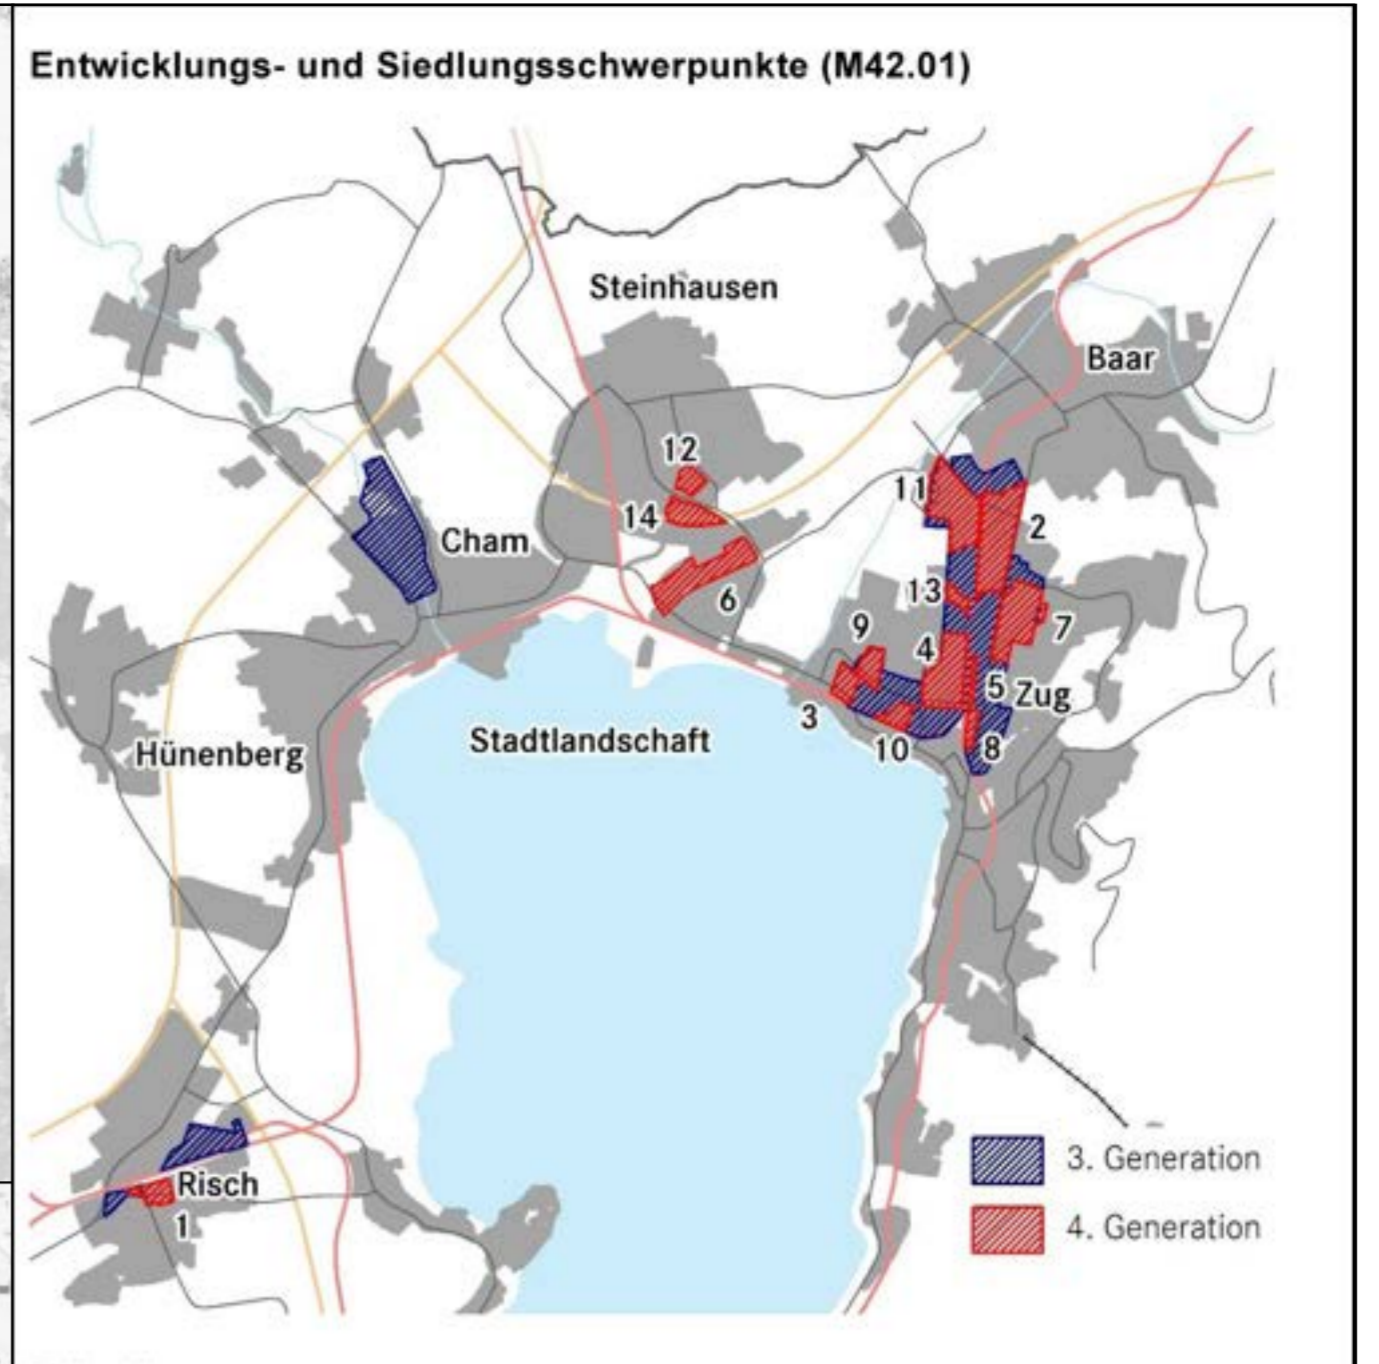 Entwicklungs- und Siedlungsschwerpunkte (M42.01)
Steinhausen
Baar
12
11
14
2
Cham
13
6
9
7
4
5
Zug
3
Hünenberg
Stadtlandschaft
10
8
3. Generation
Risch
1
4. Generation